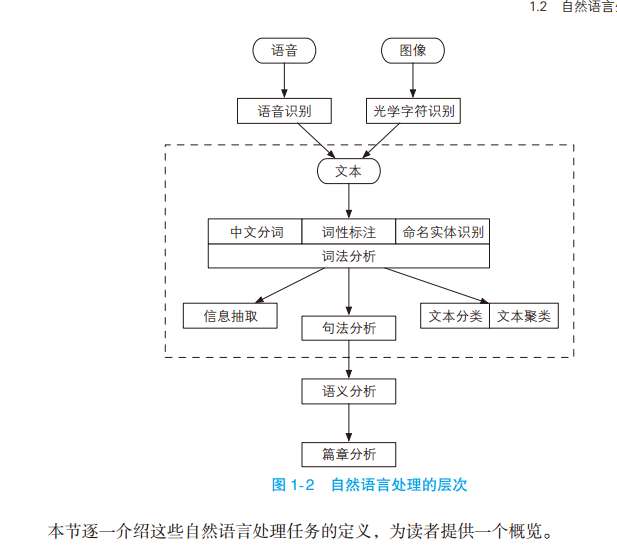 1.2 自然语言
语音 图像
语音识别 光学字符识别
文本
中文分词 词性标注 命名实体识别
词法分析
信息抽取 句法分析 文本分类 文本聚类
语义分析
篇章分析
图 1-2 自然语言处理的层次
本节逐一介绍这些自然语言处理任务的定义，为读者提供一个概览。